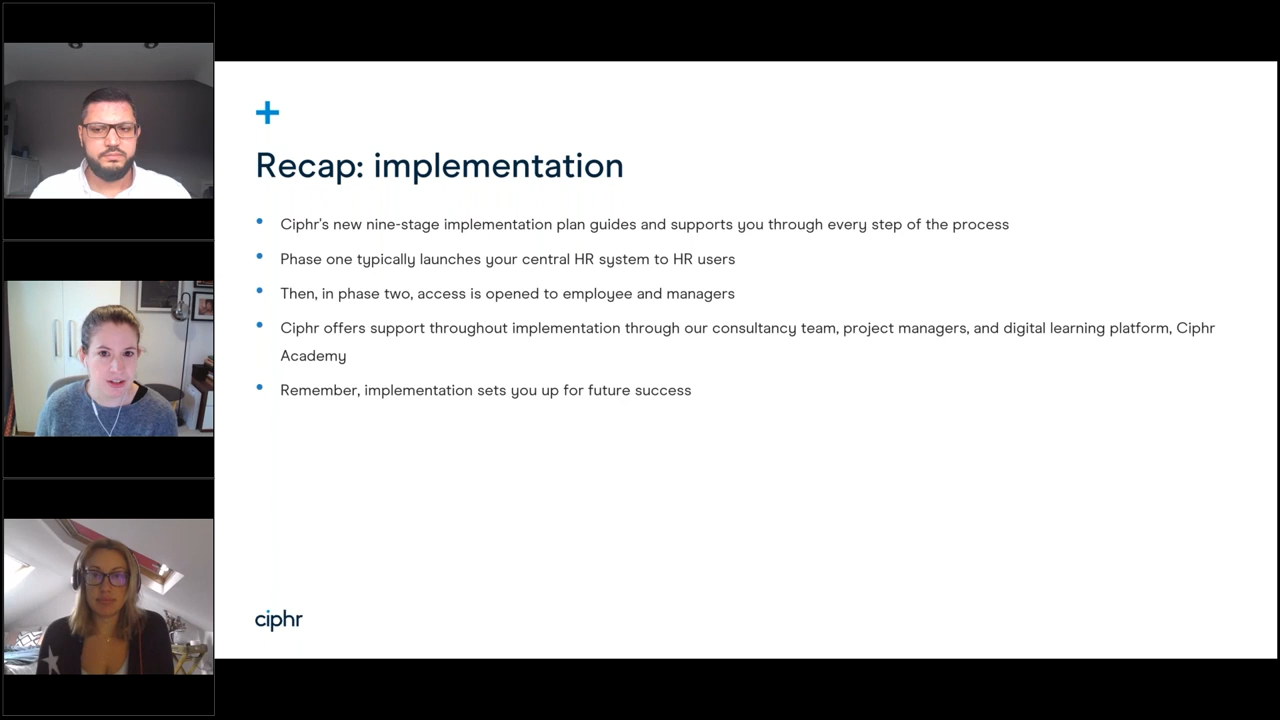 Recap: implementation
Ciphr's new nine-stage implementation plan guides and supports you through every step of the process
Phase one typically launches your central HR system to HR users
Then, in phase two, access is opened to employee and managers
Ciphr offers support throughout implementation through our consultancy team, project managers, and digital learning platform, Ciphr
Academy
Remember, implementation sets you up for future success
ciphr